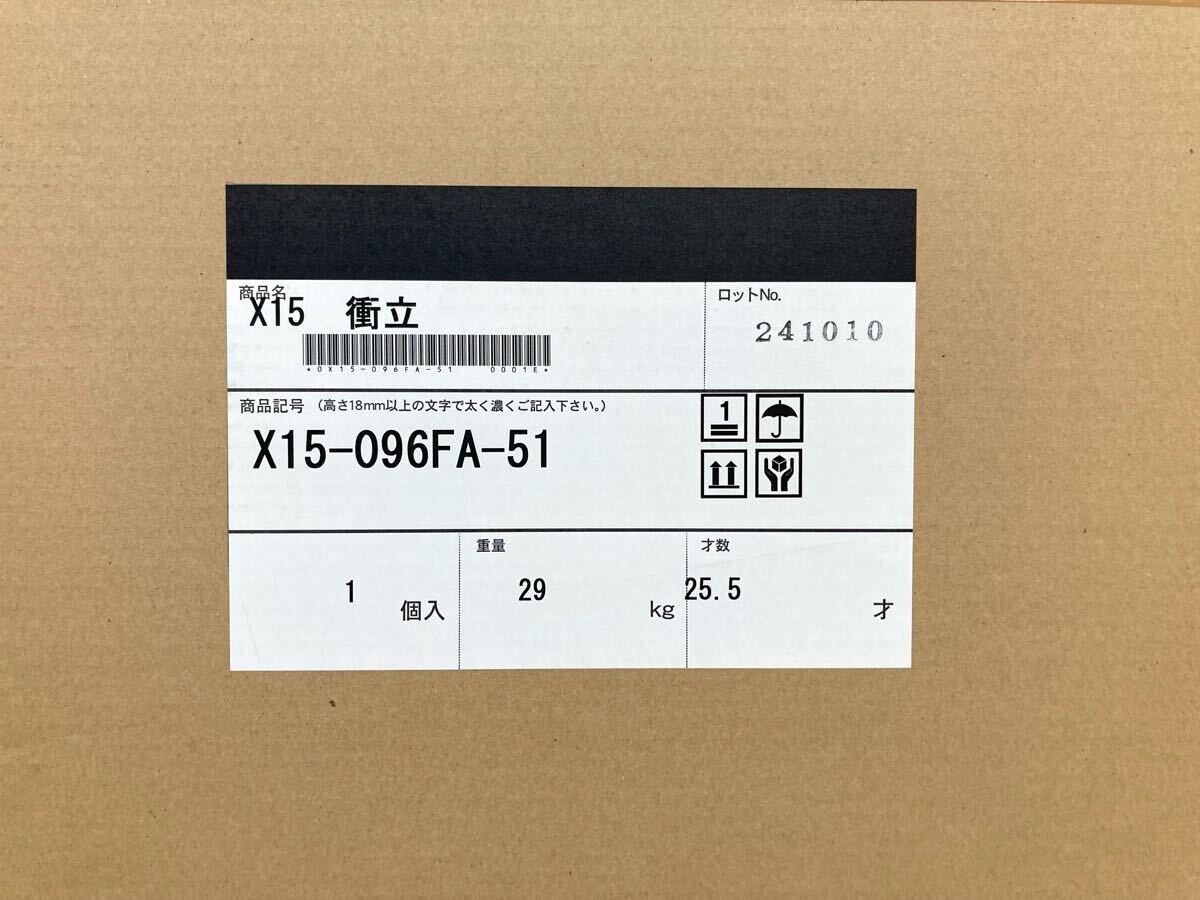 商品名
X15 衝立
*0X15-096FA-51 0001E*
ロットNo.
241010
商品記号 (高さ18mm以上の文字で太く濃くご記入下さい。)
X15-096FA-51
1
1 個入
重量
29 kg
才数
25.5 才